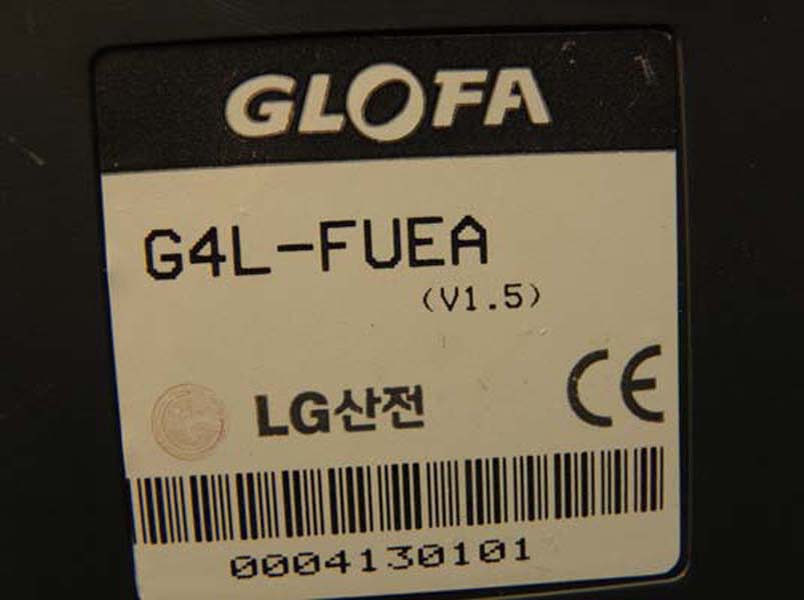 GLOFA
G4L-FUEA
(V1.5)
LG산전
CE
0004130101